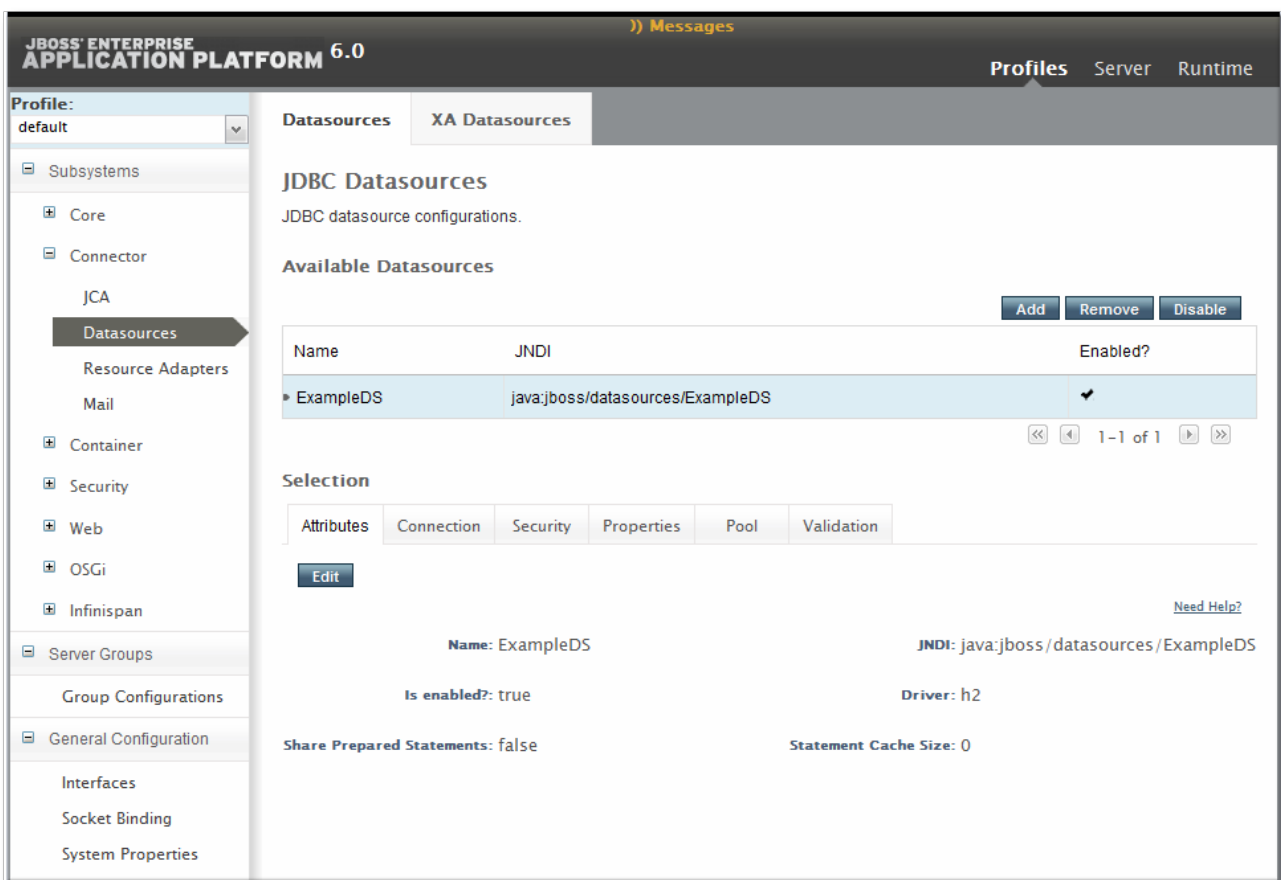 )) Messages
JBOSS' ENTERPRISE
APPLICATION PLATFORM 6.0
Profiles Server Runtime
Profile:
default
Subsystems
Core
Connector
JCA
Datasources
Resource Adapters
Mail
Container
Security
Web
OSGi
Infinispan
Server Groups
Group Configurations
General Configuration
Interfaces
Socket Binding
System Properties
Datasources XA Datasources
JDBC Datasources
JDBC datasource configurations.
Available Datasources
Add Remove Disable
Name JNDI Enabled?
ExampleDS java:jboss/datasources/ExampleDS
1-1 of 1
Selection
Attributes Connection Security Properties Pool Validation
Edit
Need Help?
Name: ExampleDS JNDI: java:jboss/datasources/ExampleDS
Is enabled?: true Driver: h2
Share Prepared Statements: false Statement Cache Size: 0